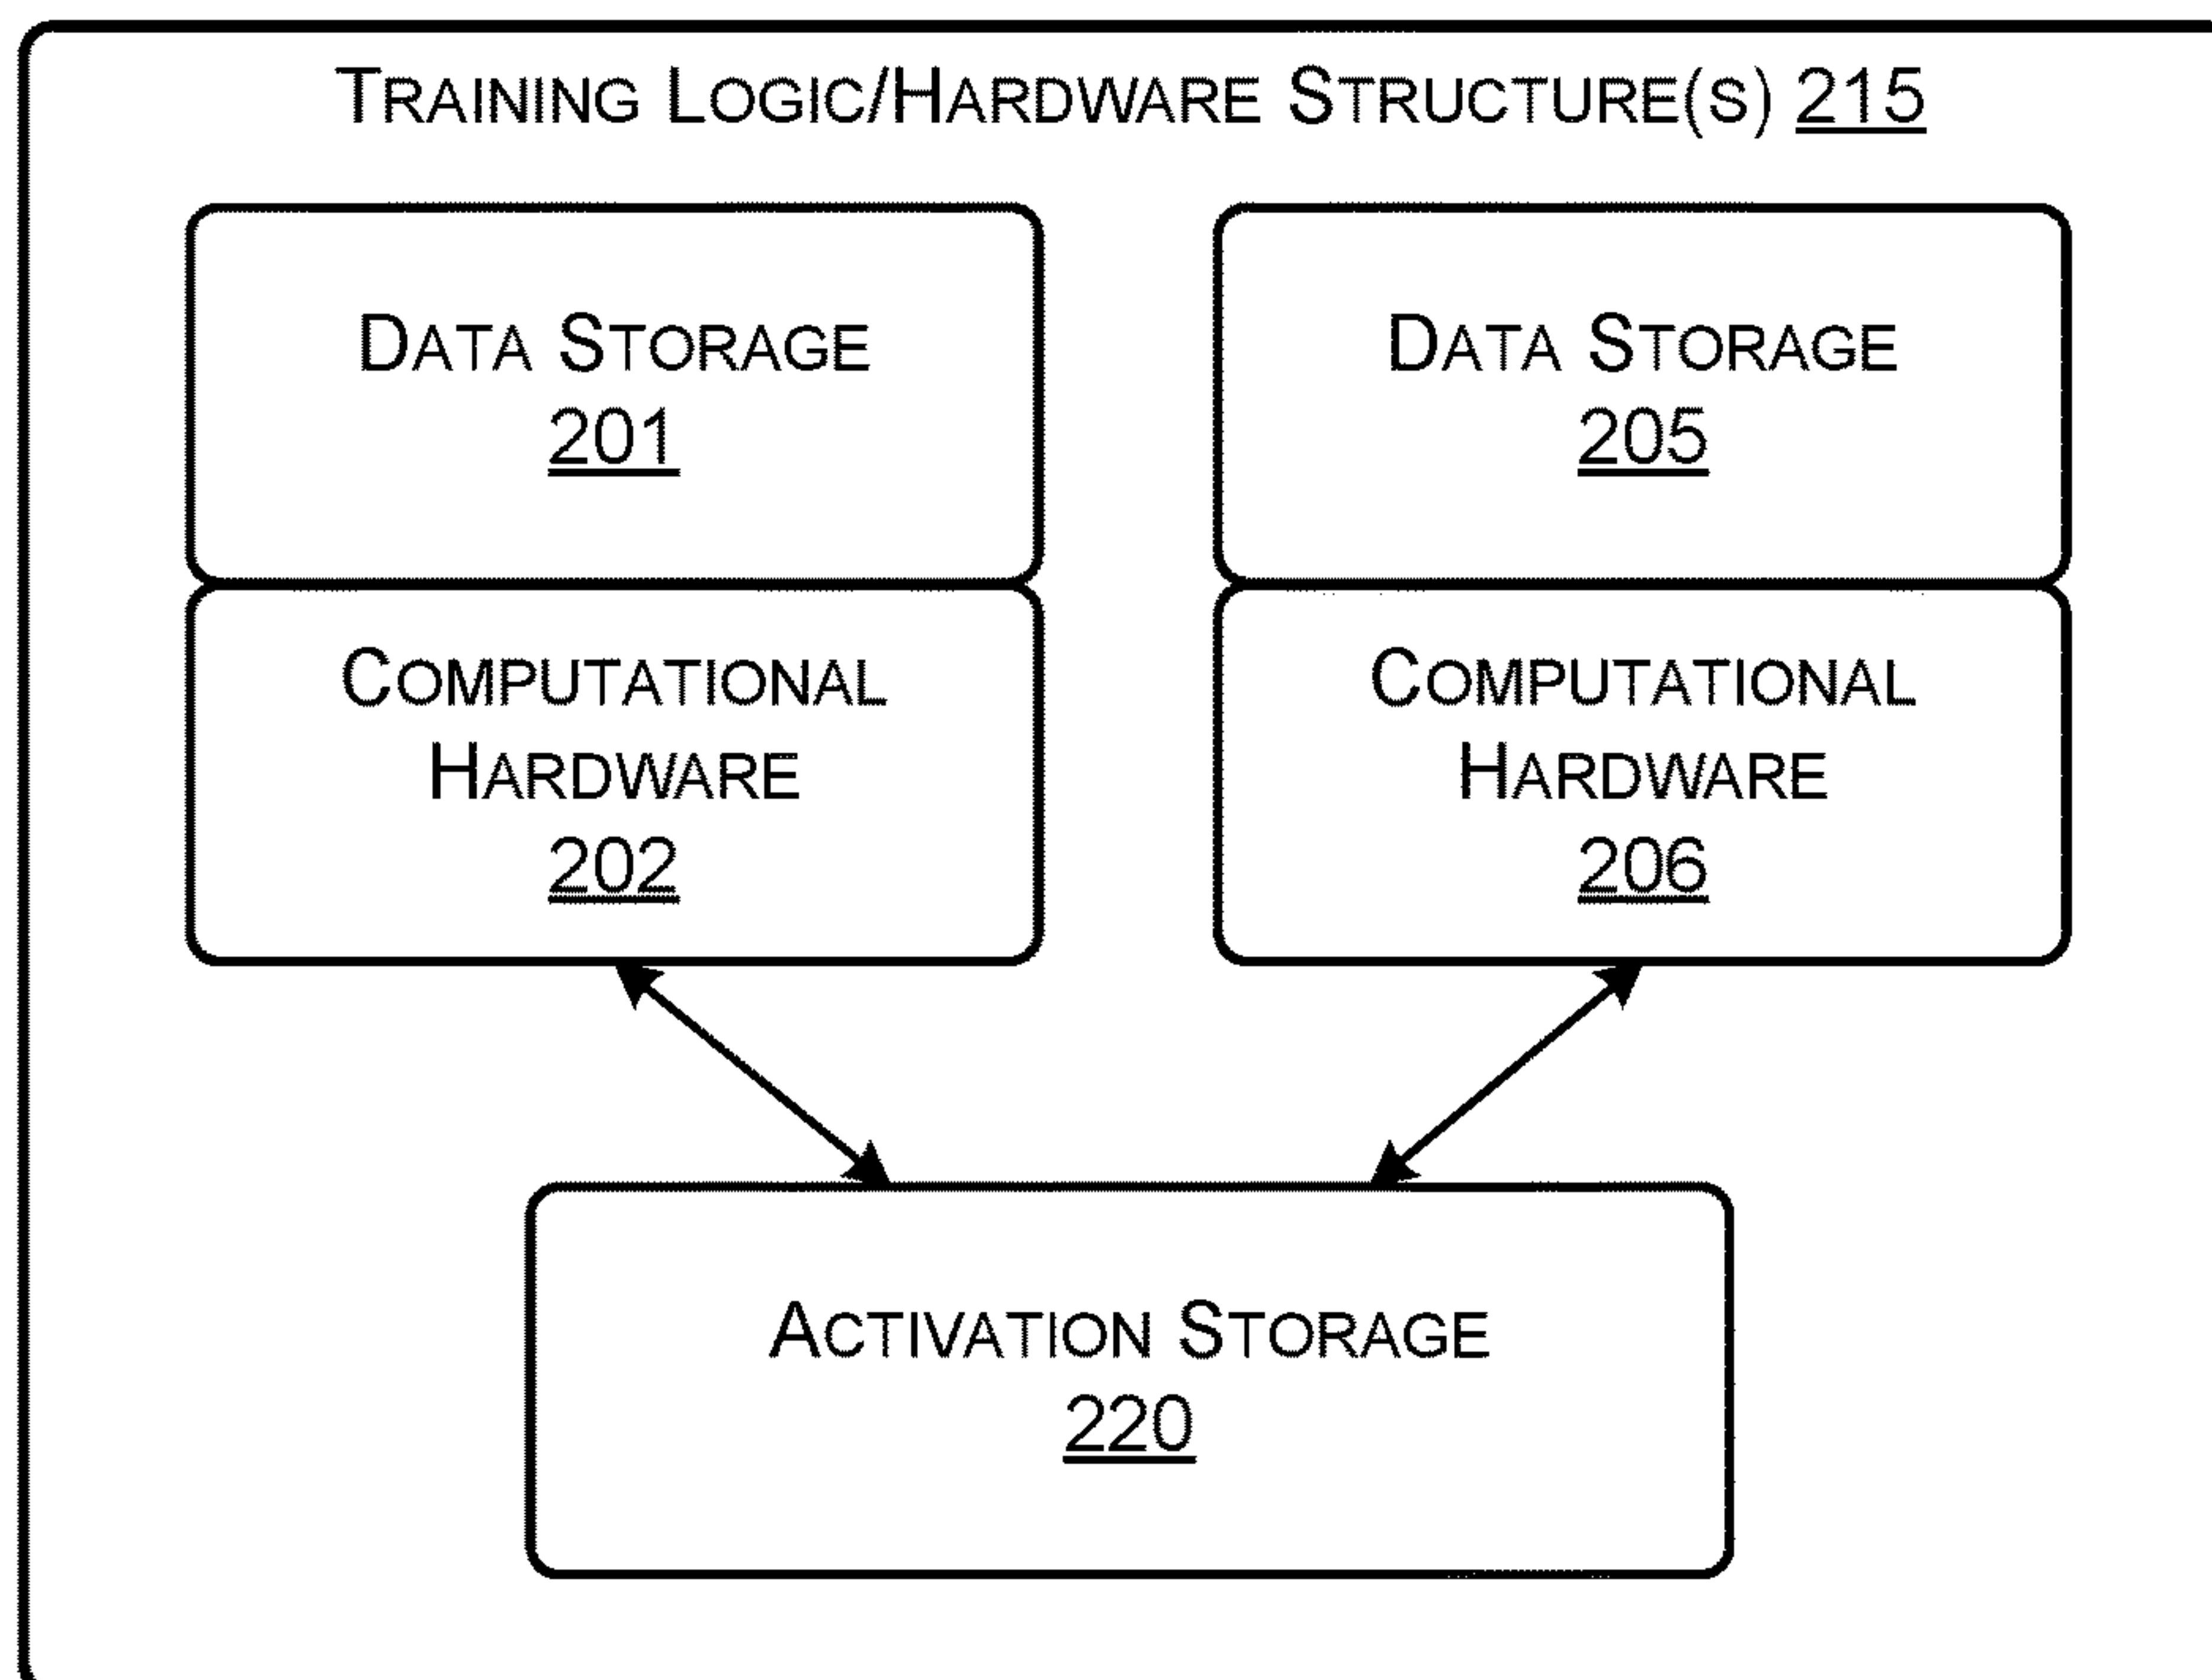 TRAINING LOGIC/HARDWARE STRUCTURE(S) 215
DATA STORAGE
201
DATA STORAGE
205
COMPUTATIONAL
HARDWARE
202
COMPUTATIONAL
HARDWARE
206
ACTIVATION STORAGE
220